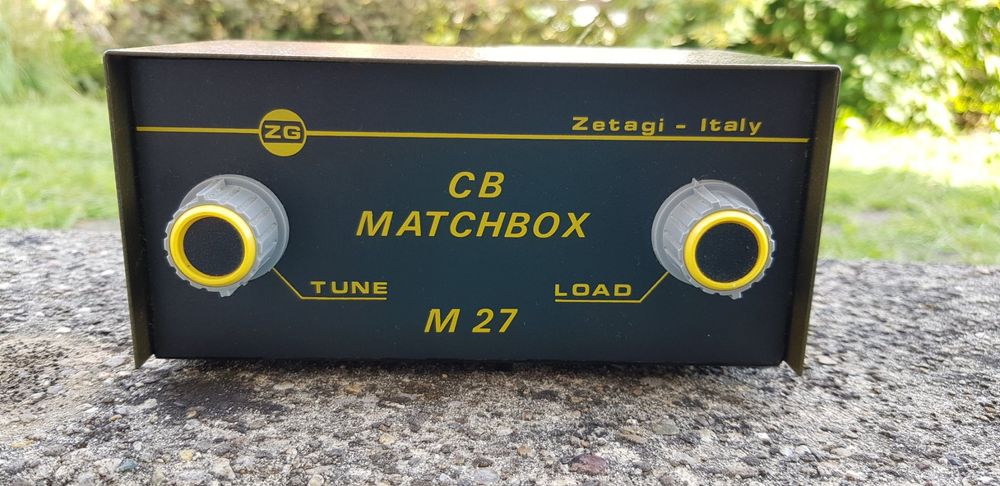 ZG
Zetagi - Italy
CB
MATCHBOX
TUNE
LOAD
M 27